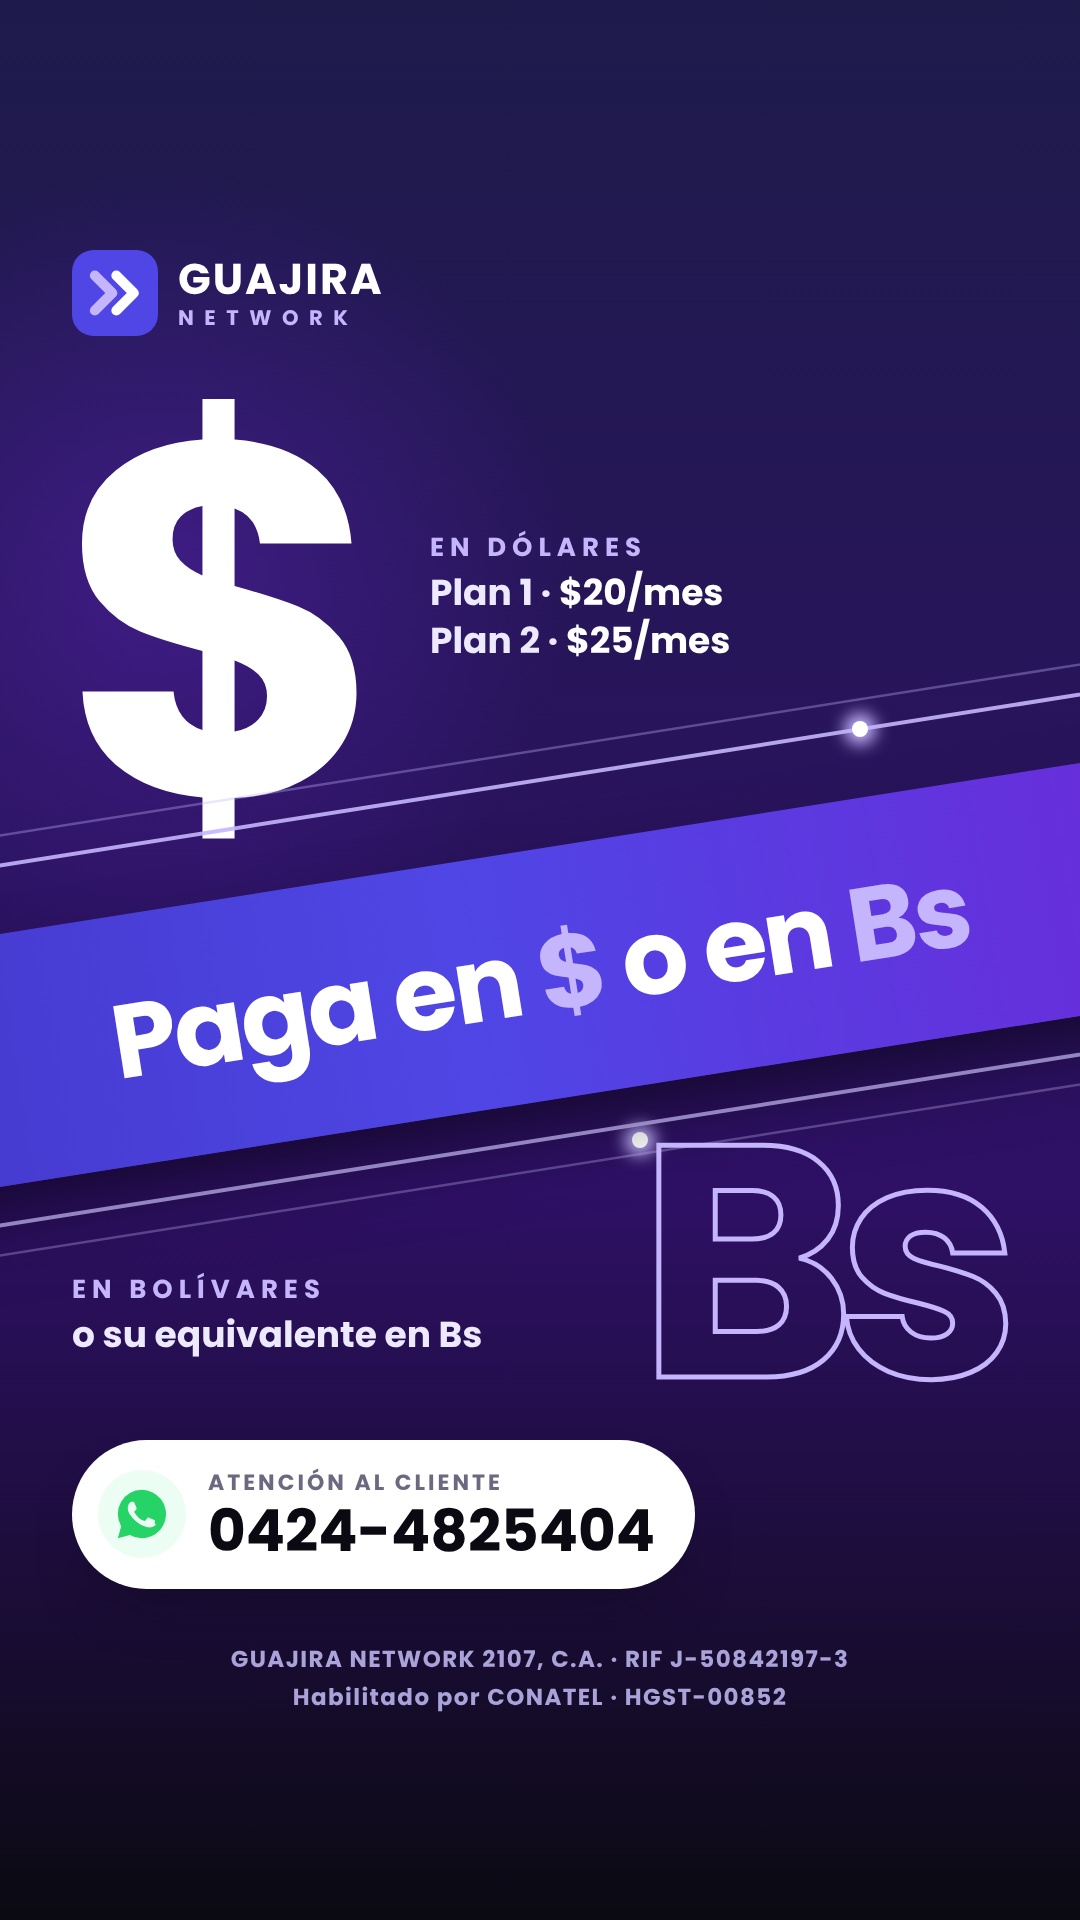 GUAJIRA
NETWORK
$
EN DÓLARES
Plan 1 · $20/mes
Plan 2 · $25/mes
Paga en $ o en Bs
Bs
EN BOLÍVARES
o su equivalente en Bs
ATENCIÓN AL CLIENTE
0424-4825404
GUAJIRA NETWORK 2107, C.A. · RIF J-50842197-3
Habilitado por CONATEL · HGST-00852